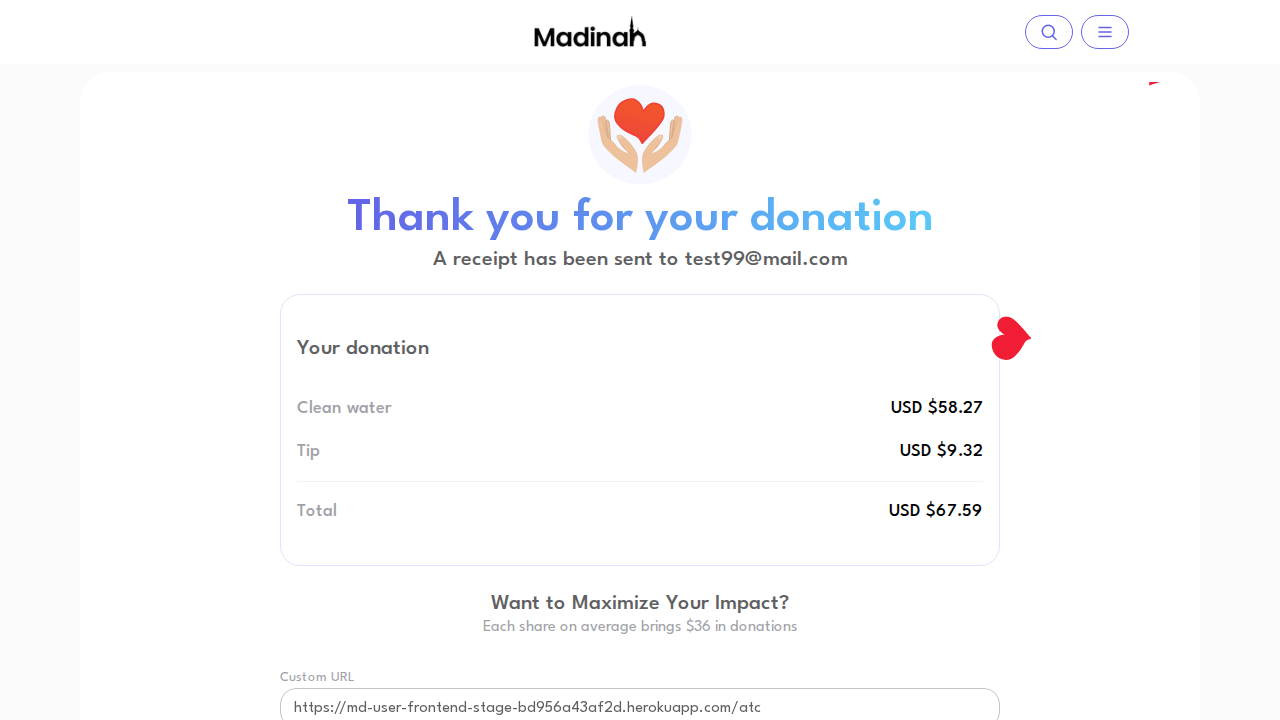 Madinah
Thank you for your donation
A receipt has been sent to test99@mail.com
Your donation
Clean water USD $58.27
Tip USD $9.32
Total USD $67.59
Want to Maximize Your Impact?
Each share on average brings $36 in donations
Custom URL
https://md-user-frontend-stage-bd956a43af2d.herokuapp.com/atc